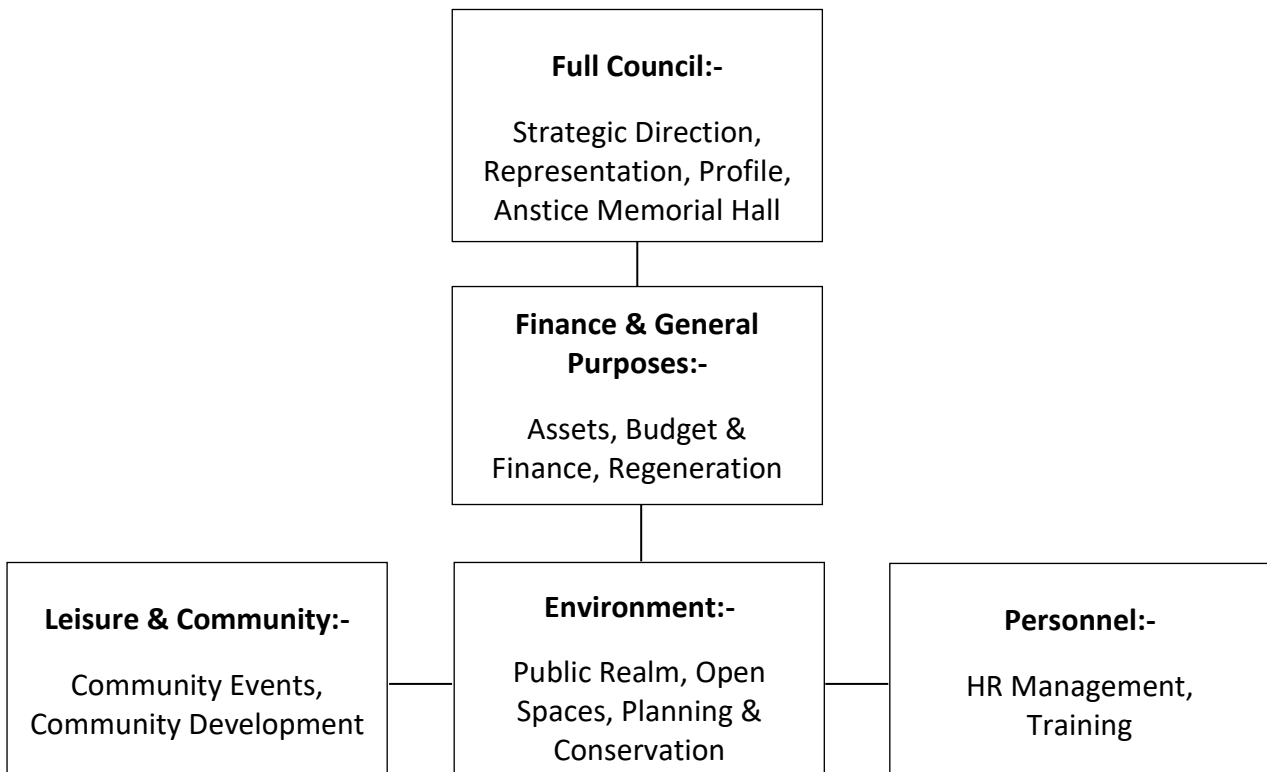 Full Council:-
Strategic Direction,
Representation, Profile,
Anstice Memorial Hall
Finance & General
Purposes:-
Assets, Budget &
Finance, Regeneration
Leisure & Community:-
Community Events,
Community Development
Environment:-
Public Realm, Open
Spaces, Planning &
Conservation
Personnel:-
HR Management,
Training